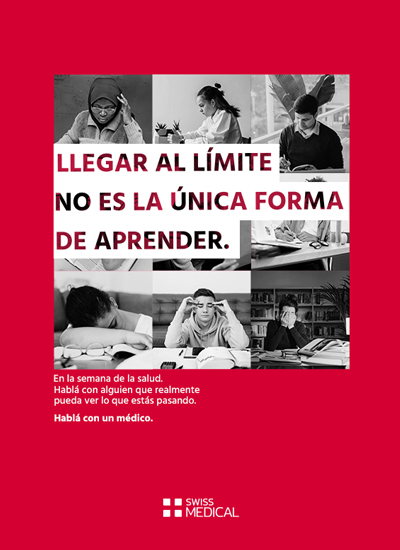 LLEGAR AL LÍMITE
NO ES LA ÚNICA FORMA
DE APRENDER.
En la semana de la salud.
Hablá con alguien que realmente
pueda ver lo que estás pasando.
Hablá con un médico.
SWISS
MEDICAL